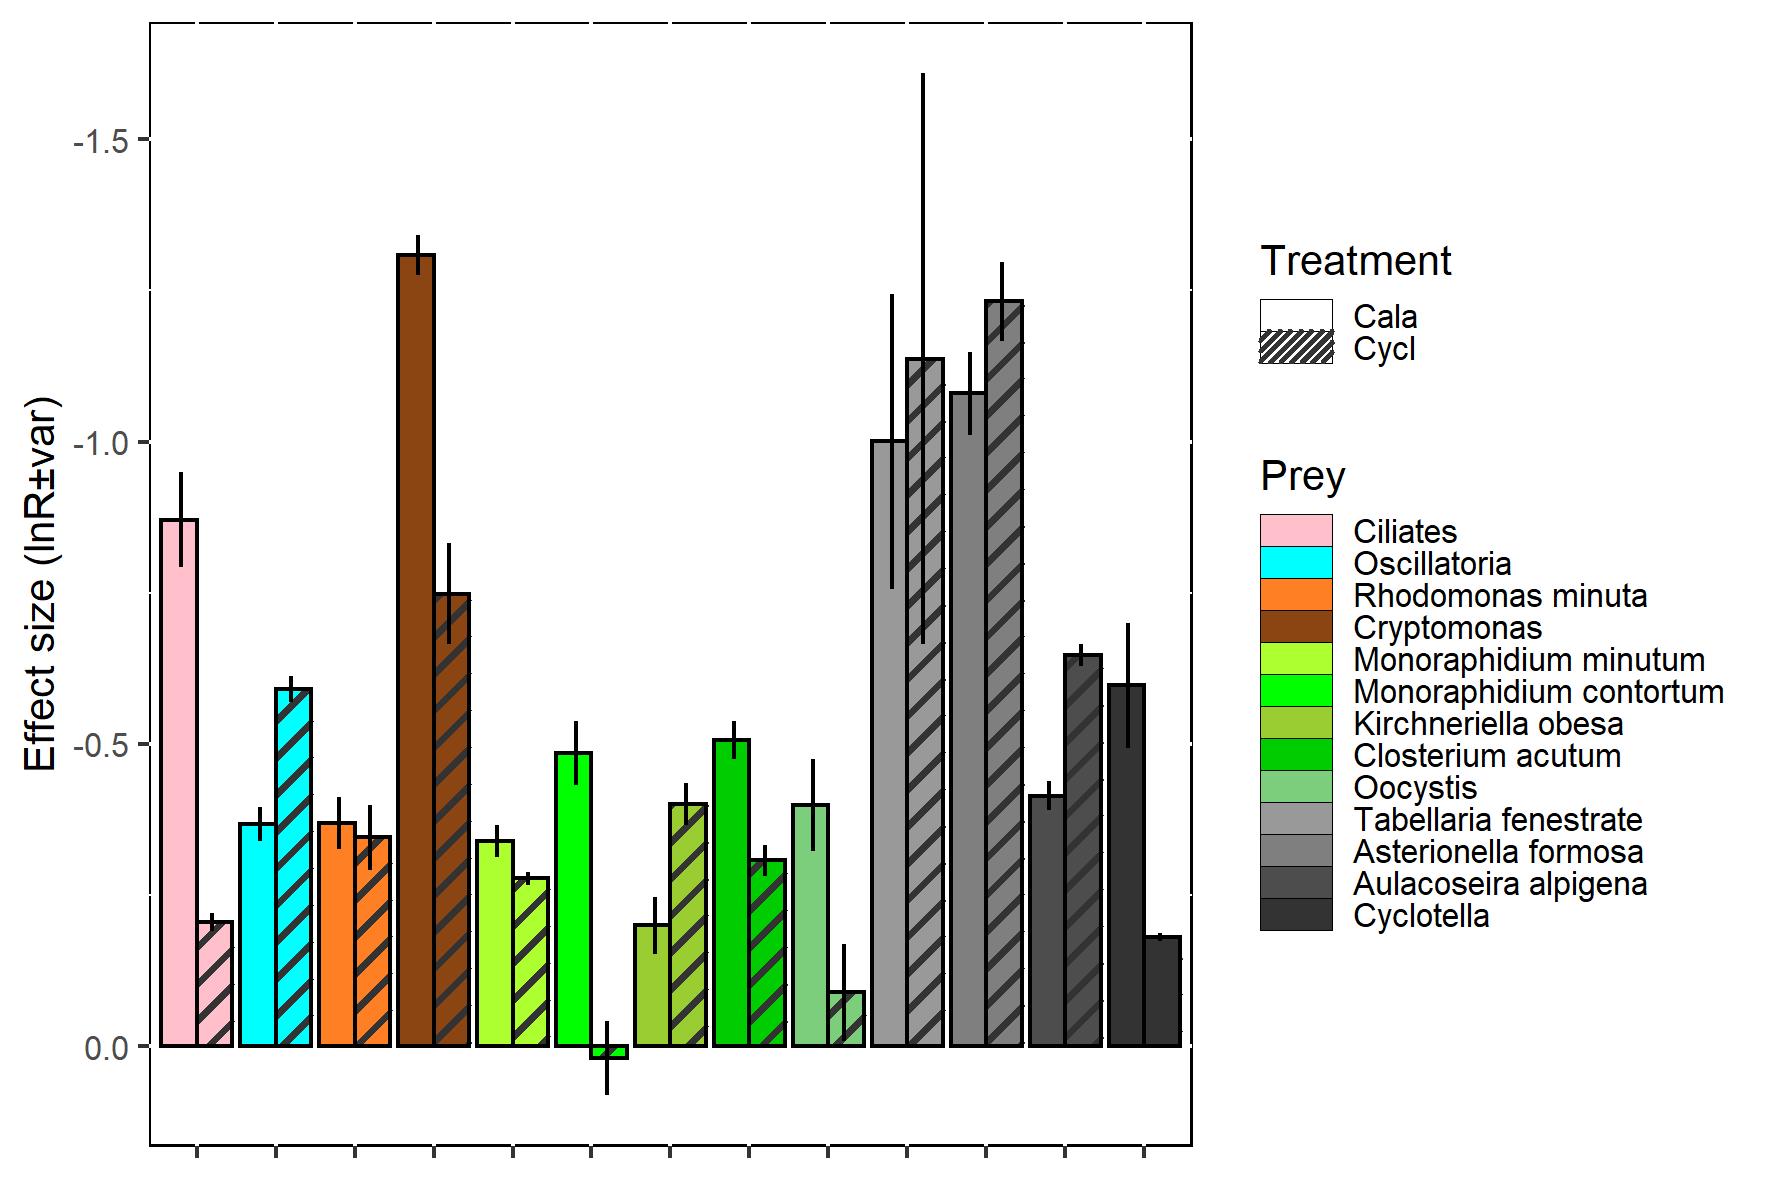 Effect size (lnR±var)
-1.5
-1.0
-0.5
0.0
Treatment
Cala
Cycl
Prey
Ciliates
Oscillatoria
Rhodomonas minuta
Cryptomonas
Monoraphidium minutum
Monoraphidium contortum
Kirchneriella obesa
Closterium acutum
Oocystis
Tabellaria fenestrate
Asterionella formosa
Aulacoseira alpigena
Cyclotella